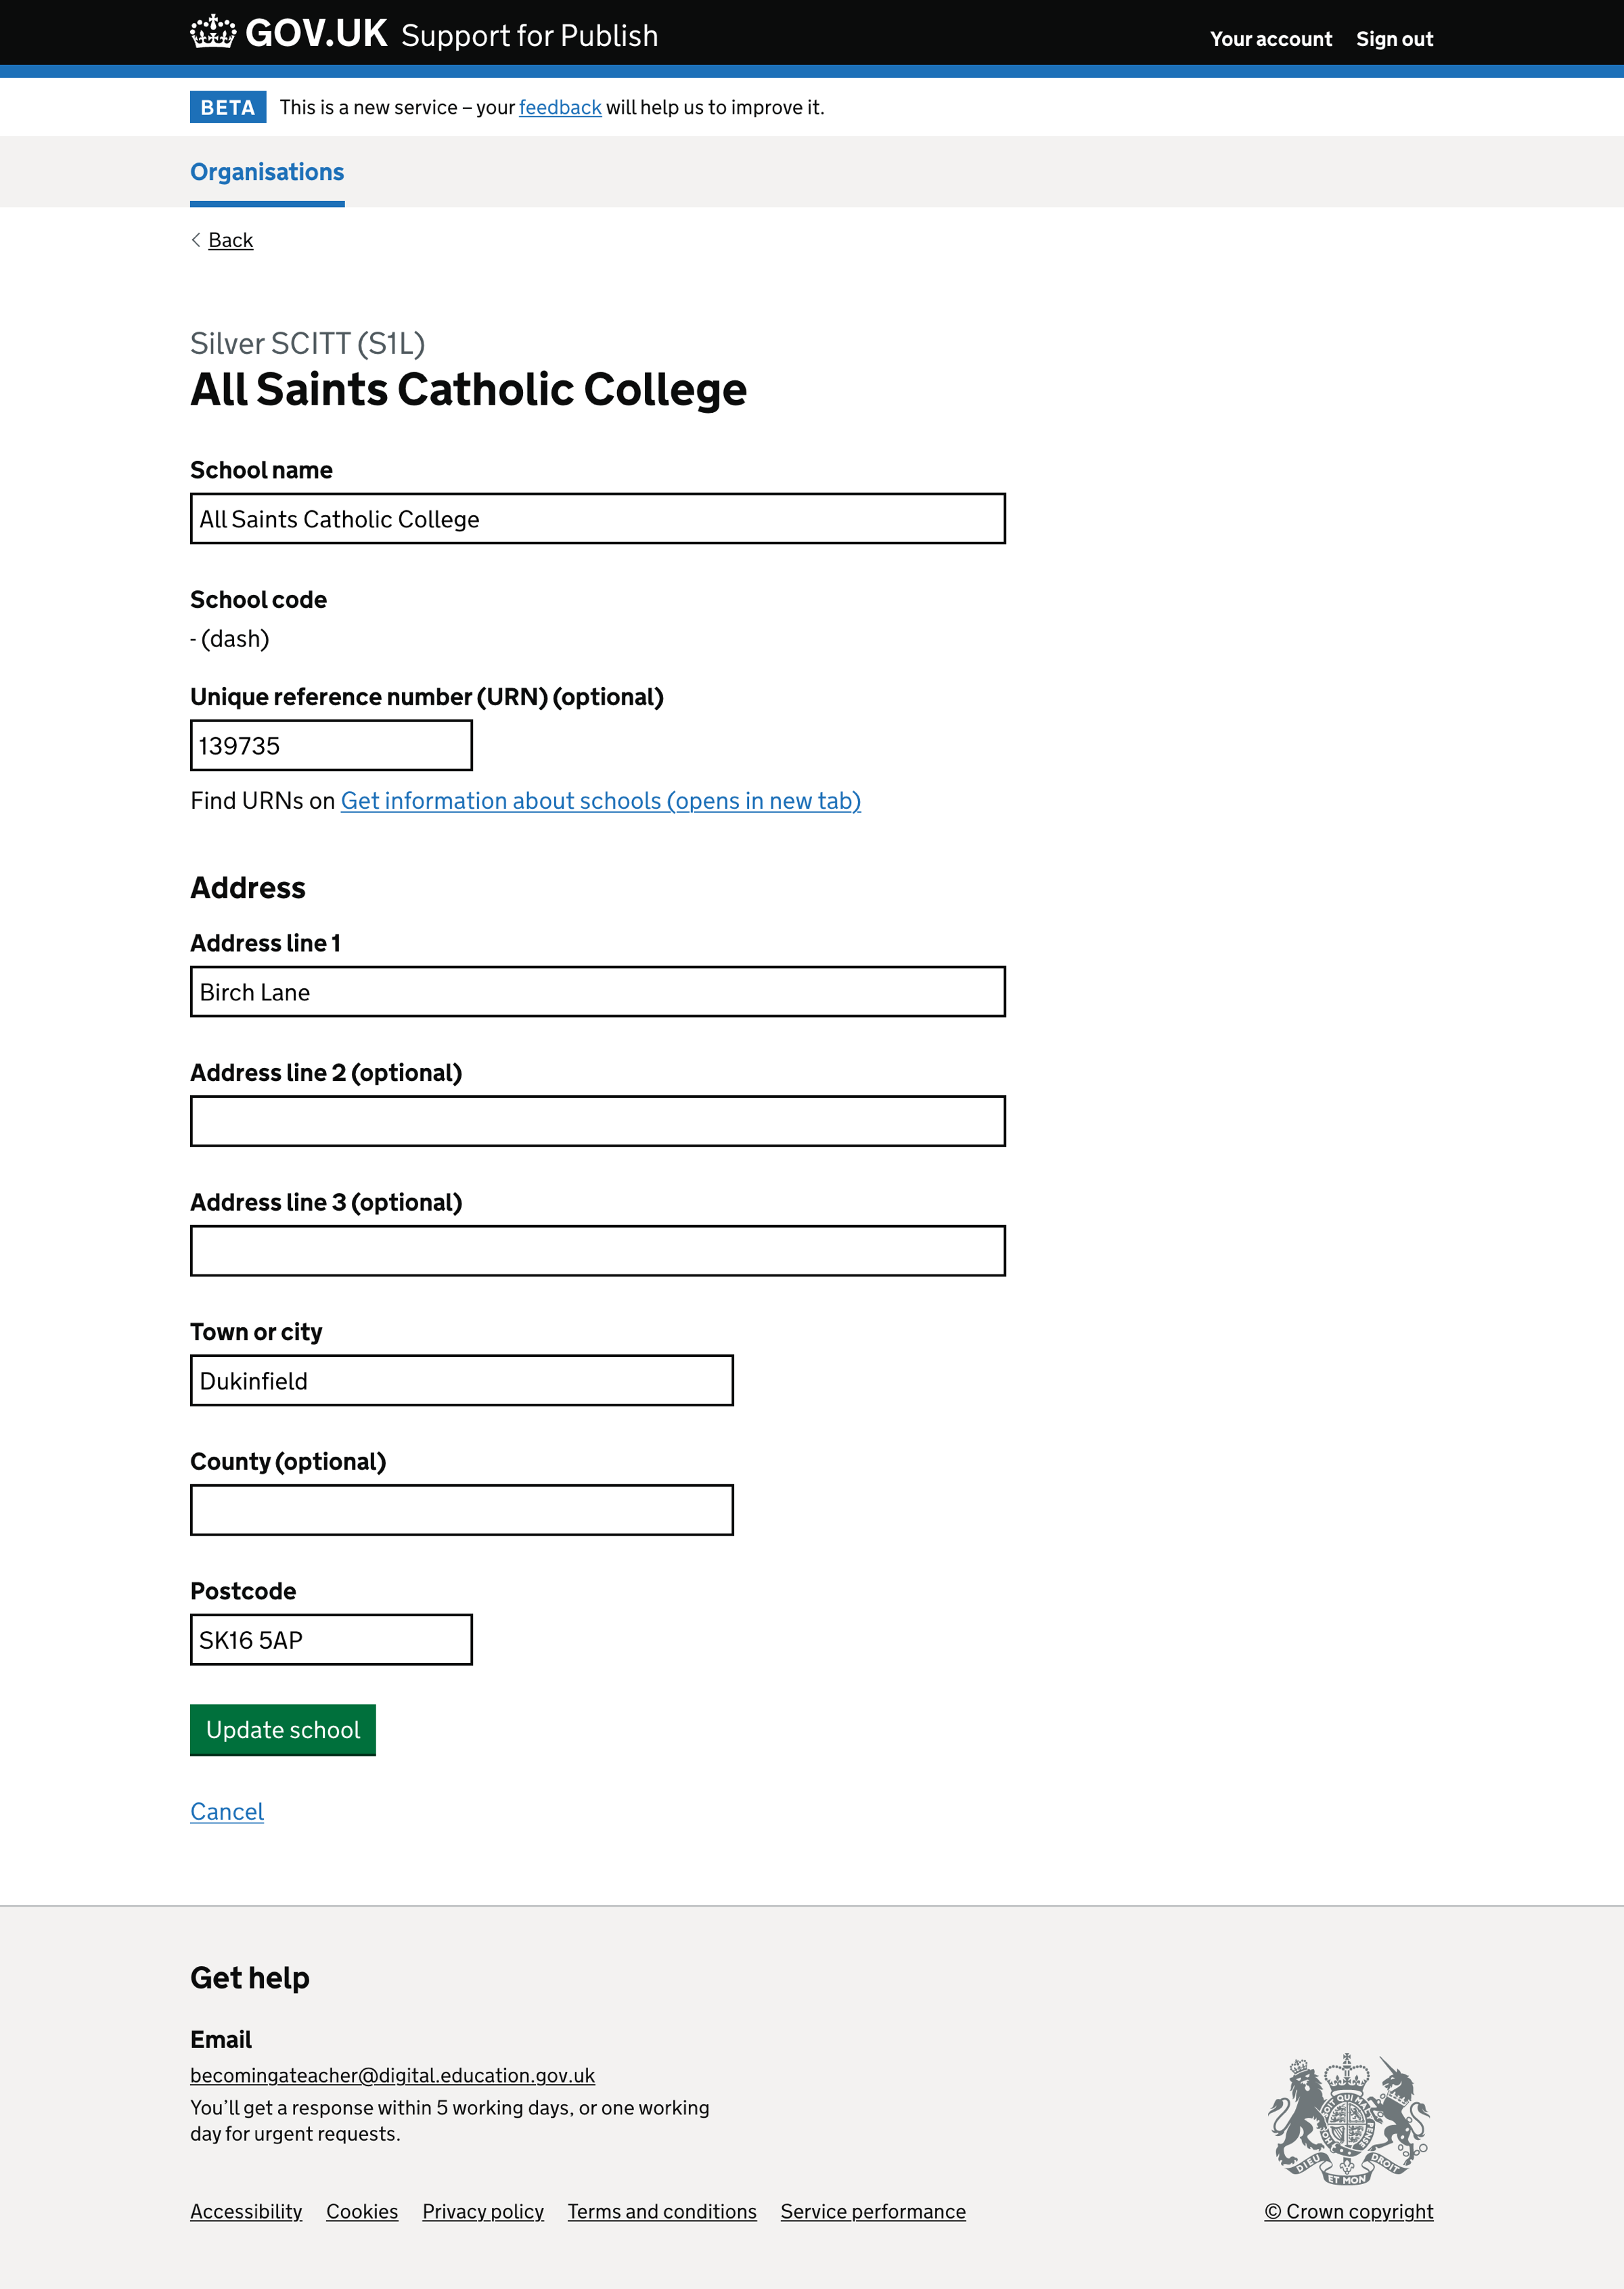 GOV.UK Support for Publish
Your account Sign out
BETA This is a new service – your feedback will help us to improve it.
Organisations
Back
Silver SCITT (S1L)
All Saints Catholic College
School name
All Saints Catholic College
School code
- (dash)
Unique reference number (URN) (optional)
139735
Find URNs on Get information about schools (opens in new tab)
Address
Address line 1
Birch Lane
Address line 2 (optional)
Address line 3 (optional)
Town or city
Dukinfield
County (optional)
Postcode
SK16 5AP
Update school
Cancel
Get help
Email
becomingateacher@digital.education.gov.uk
You’ll get a response within 5 working days, or one working
day for urgent requests.
DIEU ET MON DROIT
Accessibility Cookies Privacy policy Terms and conditions Service performance
© Crown copyright